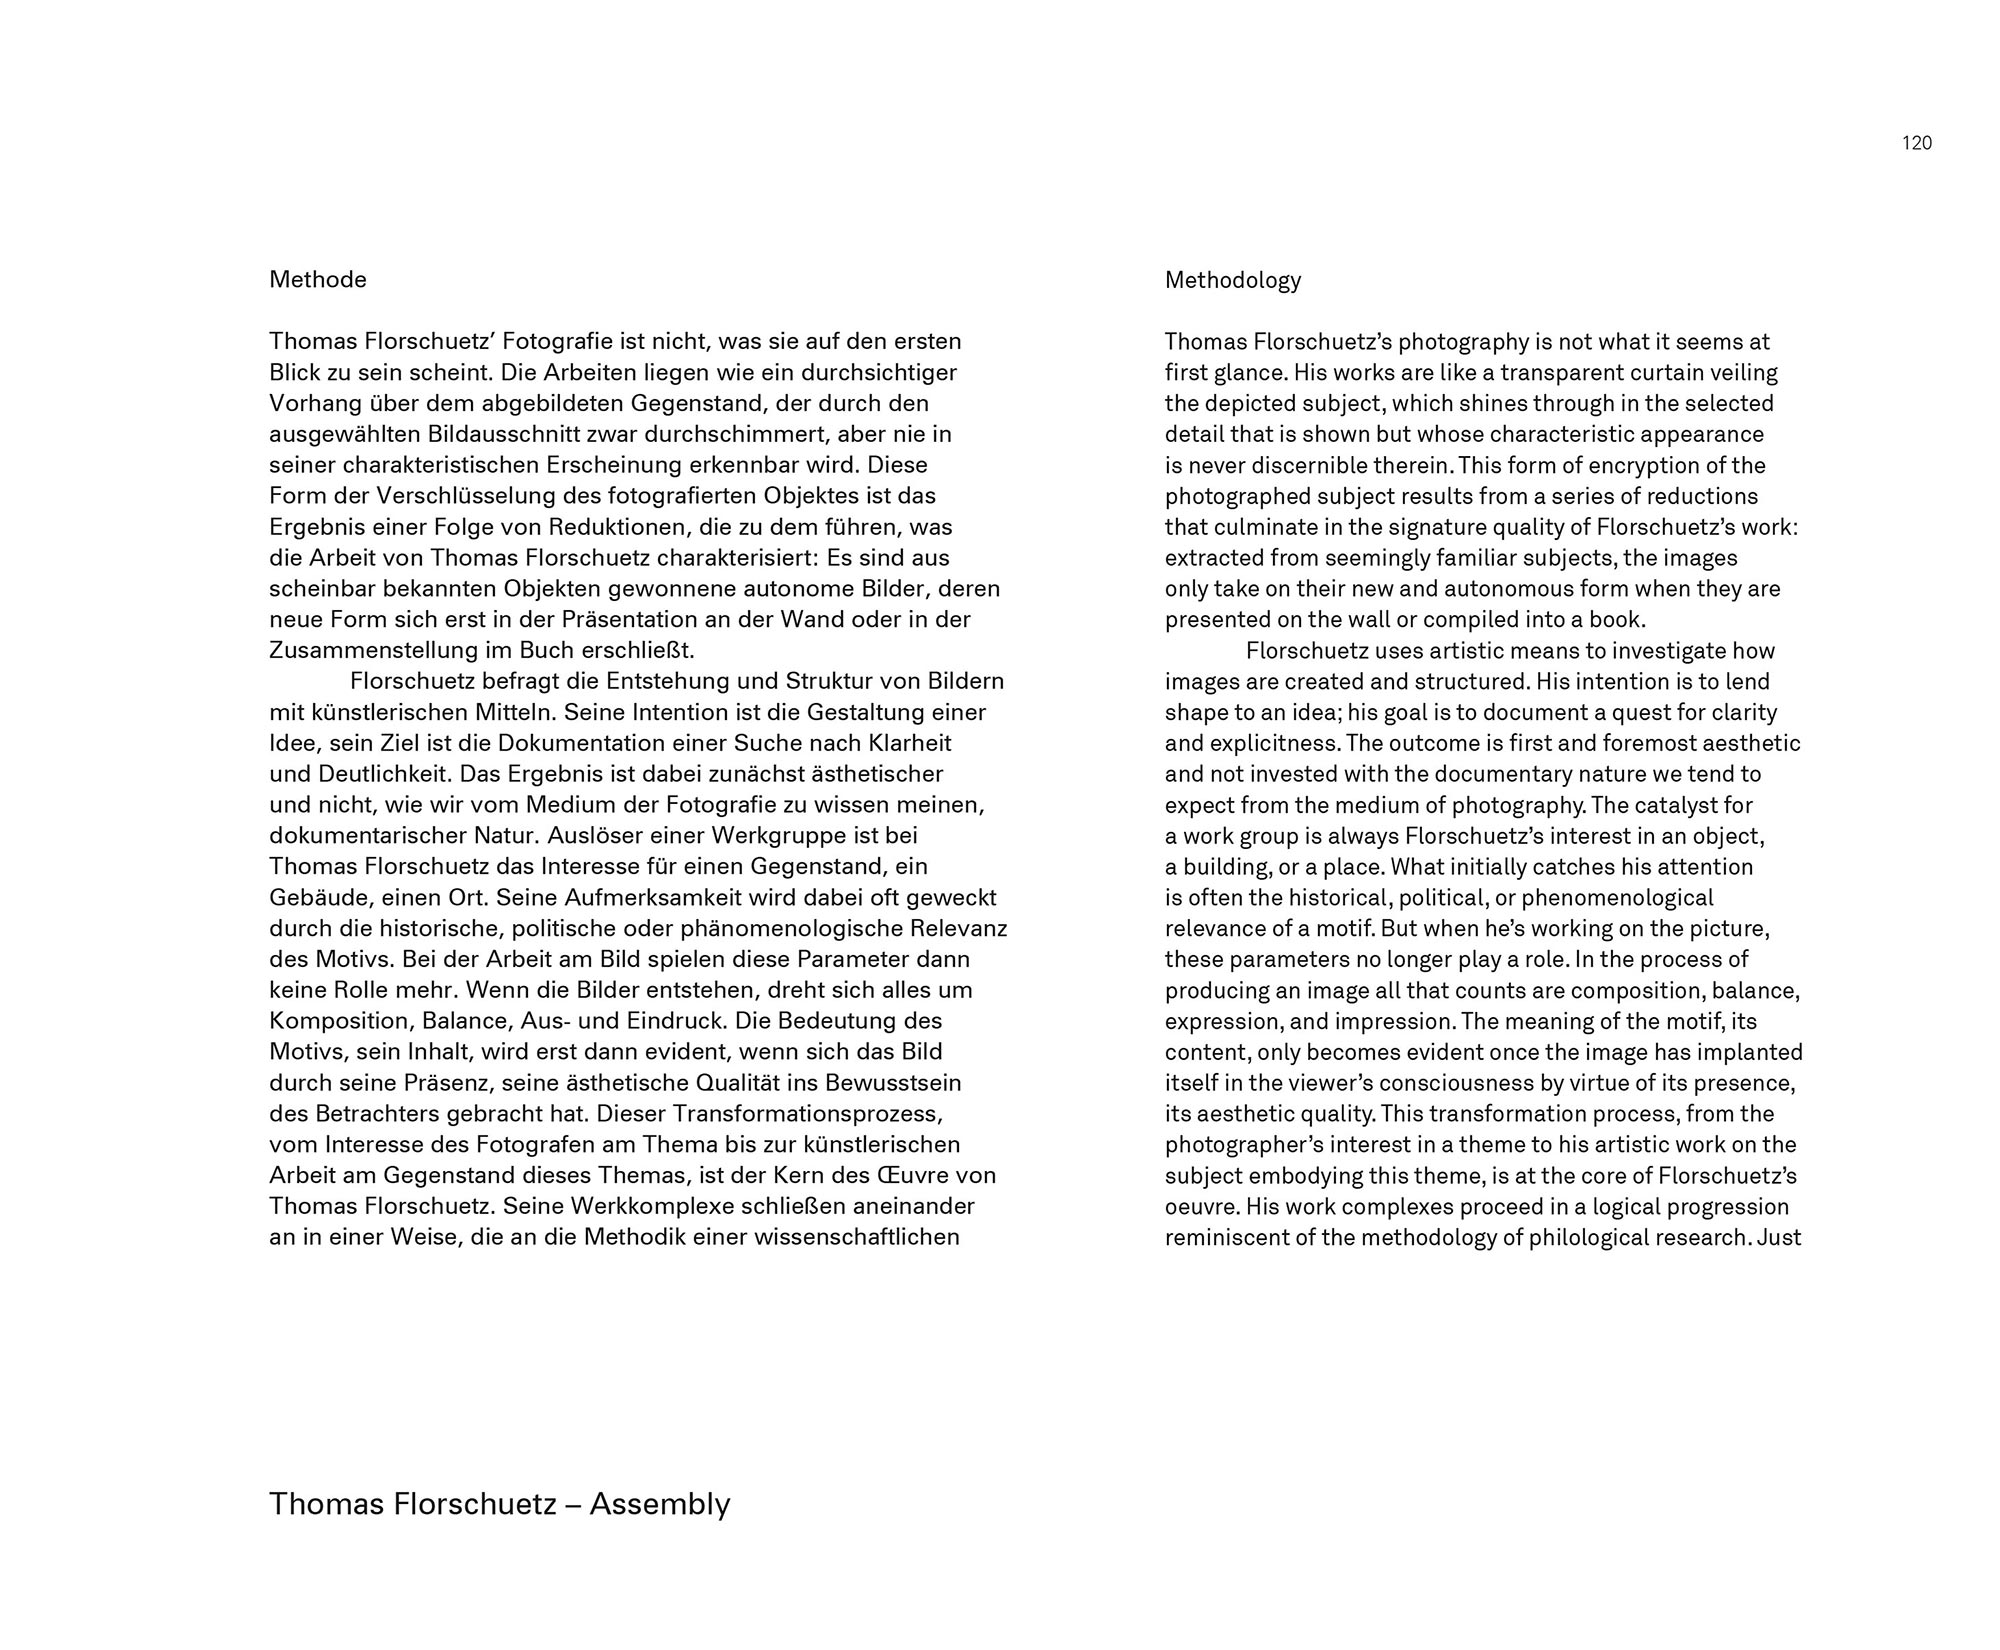 120
Methode
Thomas Florschuetz’ Fotografie ist nicht, was sie auf den ersten
Blick zu sein scheint. Die Arbeiten liegen wie ein durchsichtiger
Vorhang über dem abgebildeten Gegenstand, der durch den
ausgewählten Bildausschnitt zwar durchschimmert, aber nie in
seiner charakteristischen Erscheinung erkennbar wird. Diese
Form der Verschlüsselung des fotografierten Objektes ist das
Ergebnis einer Folge von Reduktionen, die zu dem führen, was
die Arbeit von Thomas Florschuetz charakterisiert: Es sind aus
scheinbar bekannten Objekten gewonnene autonome Bilder, deren
neue Form sich erst in der Präsentation an der Wand oder in der
Zusammenstellung im Buch erschließt.
Florschuetz befragt die Entstehung und Struktur von Bildern
mit künstlerischen Mitteln. Seine Intention ist die Gestaltung einer
Idee, sein Ziel ist die Dokumentation einer Suche nach Klarheit
und Deutlichkeit. Das Ergebnis ist dabei zunächst ästhetischer
und nicht, wie wir vom Medium der Fotografie zu wissen meinen,
dokumentarischer Natur. Auslöser einer Werkgruppe ist bei
Thomas Florschuetz das Interesse für einen Gegenstand, ein
Gebäude, einen Ort. Seine Aufmerksamkeit wird dabei oft geweckt
durch die historische, politische oder phänomenologische Relevanz
des Motivs. Bei der Arbeit am Bild spielen diese Parameter dann
keine Rolle mehr. Wenn die Bilder entstehen, dreht sich alles um
Komposition, Balance, Aus- und Eindruck. Die Bedeutung des
Motivs, sein Inhalt, wird erst dann evident, wenn sich das Bild
durch seine Präsenz, seine ästhetische Qualität ins Bewusstsein
des Betrachters gebracht hat. Dieser Transformationsprozess,
vom Interesse des Fotografen am Thema bis zur künstlerischen
Arbeit am Gegenstand dieses Themas, ist der Kern des Œuvre von
Thomas Florschuetz. Seine Werkkomplexe schließen aneinander
an in einer Weise, die an die Methodik einer wissenschaftlichen
Methodology
Thomas Florschuetz’s photography is not what it seems at
first glance. His works are like a transparent curtain veiling
the depicted subject, which shines through in the selected
detail that is shown but whose characteristic appearance
is never discernible therein. This form of encryption of the
photographed subject results from a series of reductions
that culminate in the signature quality of Florschuetz’s work:
extracted from seemingly familiar subjects, the images
only take on their new and autonomous form when they are
presented on the wall or compiled into a book.
Florschuetz uses artistic means to investigate how
images are created and structured. His intention is to lend
shape to an idea; his goal is to document a quest for clarity
and explicitness. The outcome is first and foremost aesthetic
and not invested with the documentary nature we tend to
expect from the medium of photography. The catalyst for
a work group is always Florschuetz’s interest in an object,
a building, or a place. What initially catches his attention
is often the historical, political, or phenomenological
relevance of a motif. But when he’s working on the picture,
these parameters no longer play a role. In the process of
producing an image all that counts are composition, balance,
expression, and impression. The meaning of the motif, its
content, only becomes evident once the image has implanted
itself in the viewer’s consciousness by virtue of its presence,
its aesthetic quality. This transformation process, from the
photographer’s interest in a theme to his artistic work on the
subject embodying this theme, is at the core of Florschuetz’s
oeuvre. His work complexes proceed in a logical progression
reminiscent of the methodology of philological research. Just
Thomas Florschuetz – Assembly